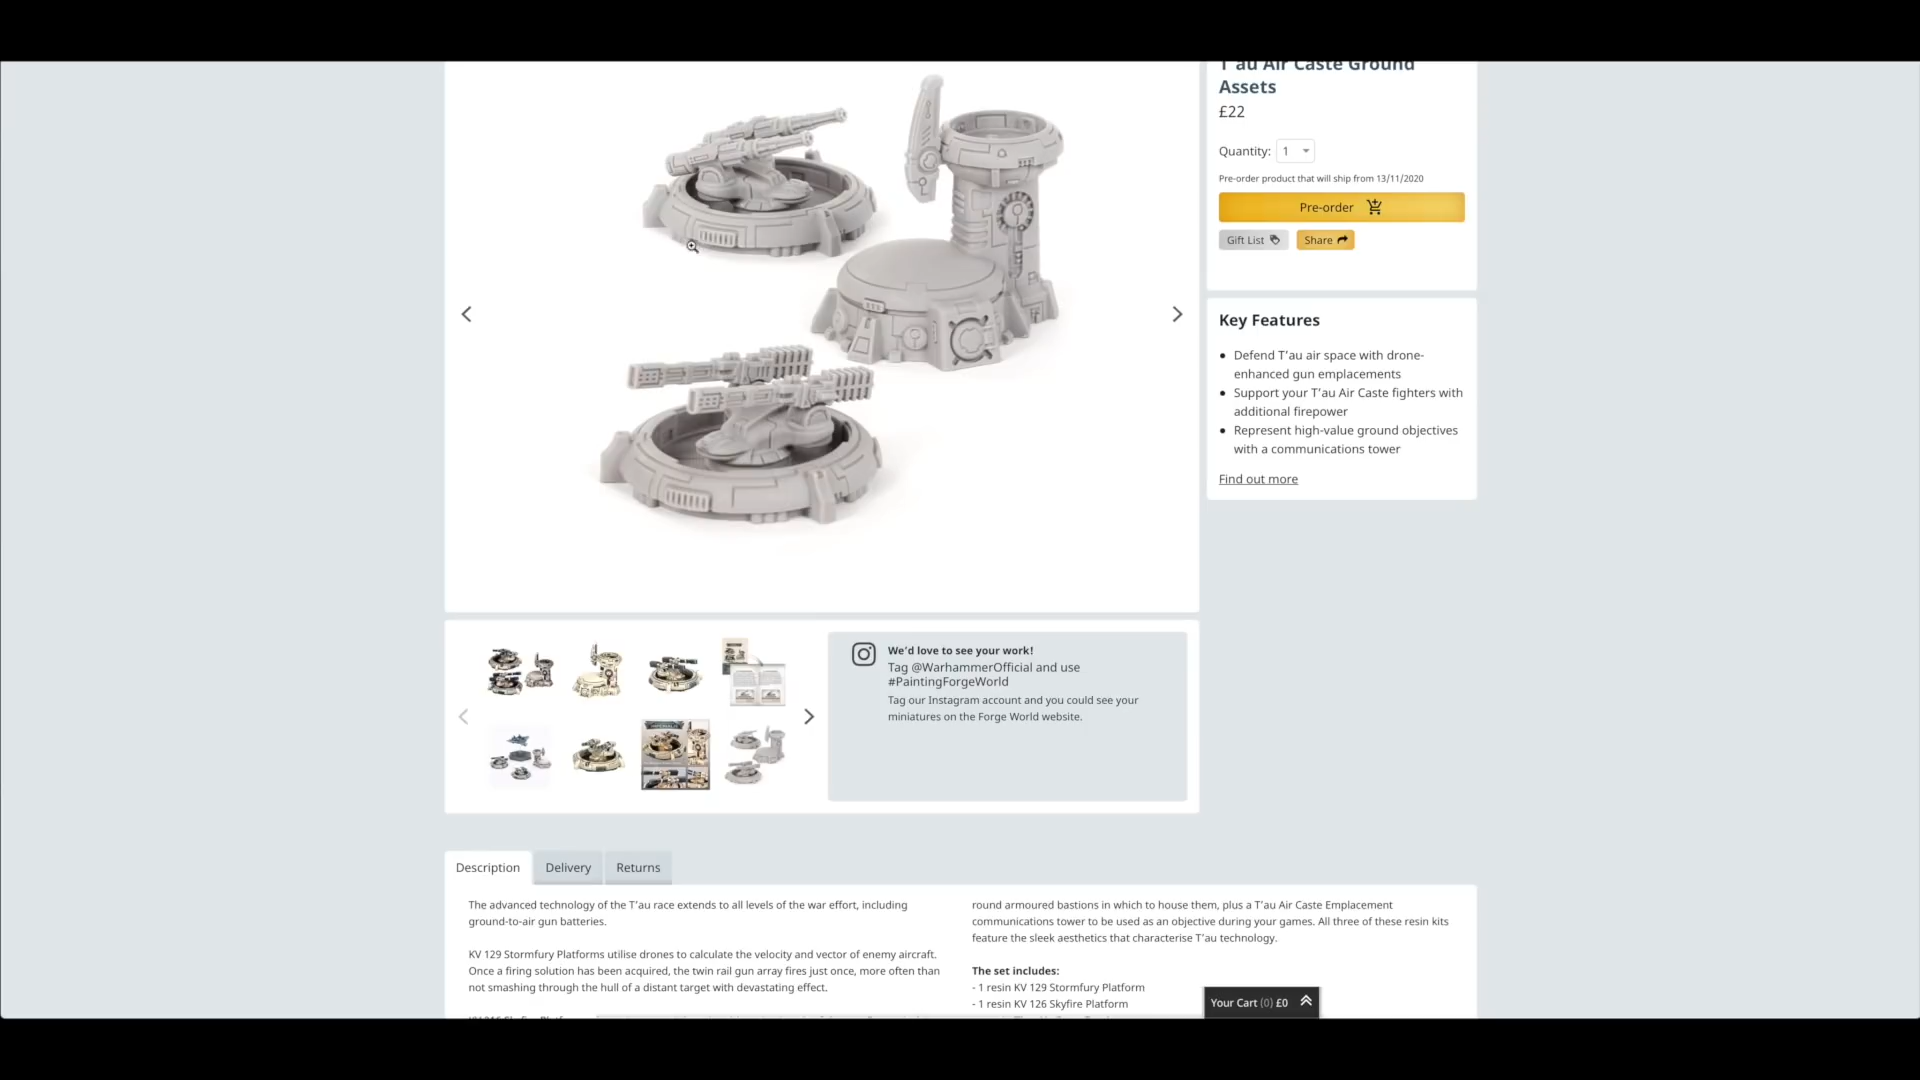 T'au Air Caste Ground
Assets
£22
Quantity: 1
Pre-order product that will ship from 13/11/2020
Pre-order
Gift List
Share
Key Features
Defend T'au air space with drone-
enhanced gun emplacements
Support your T'au Air Caste fighters with
additional firepower
Represent high-value ground objectives
with a communications tower
Find out more
We'd love to see your work!
Tag @WarhammerOfficial and use
#PaintingForgeWorld
Tag our Instagram account and you could see your
miniatures on the Forge World website.
Description
Delivery
Returns
The advanced technology of the T'au race extends to all levels of the war effort, including
ground-to-air gun batteries.
KV 129 Stormfury Platforms utilise drones to calculate the velocity and vector of enemy aircraft.
Once a firing solution has been acquired, the twin rail gun array fires just once, more often than
not smashing through the hull of a distant target with devastating effect.
round armoured bastions in which to house them, plus a T'au Air Caste Emplacement
communications tower to be used as an objective during your games. All three of these resin kits
feature the sleek aesthetics that characterise T'au technology.
The set includes:
- 1 resin KV 129 Stormfury Platform
- 1 resin KV 126 Skyfire Platform
Your Cart (0) £0